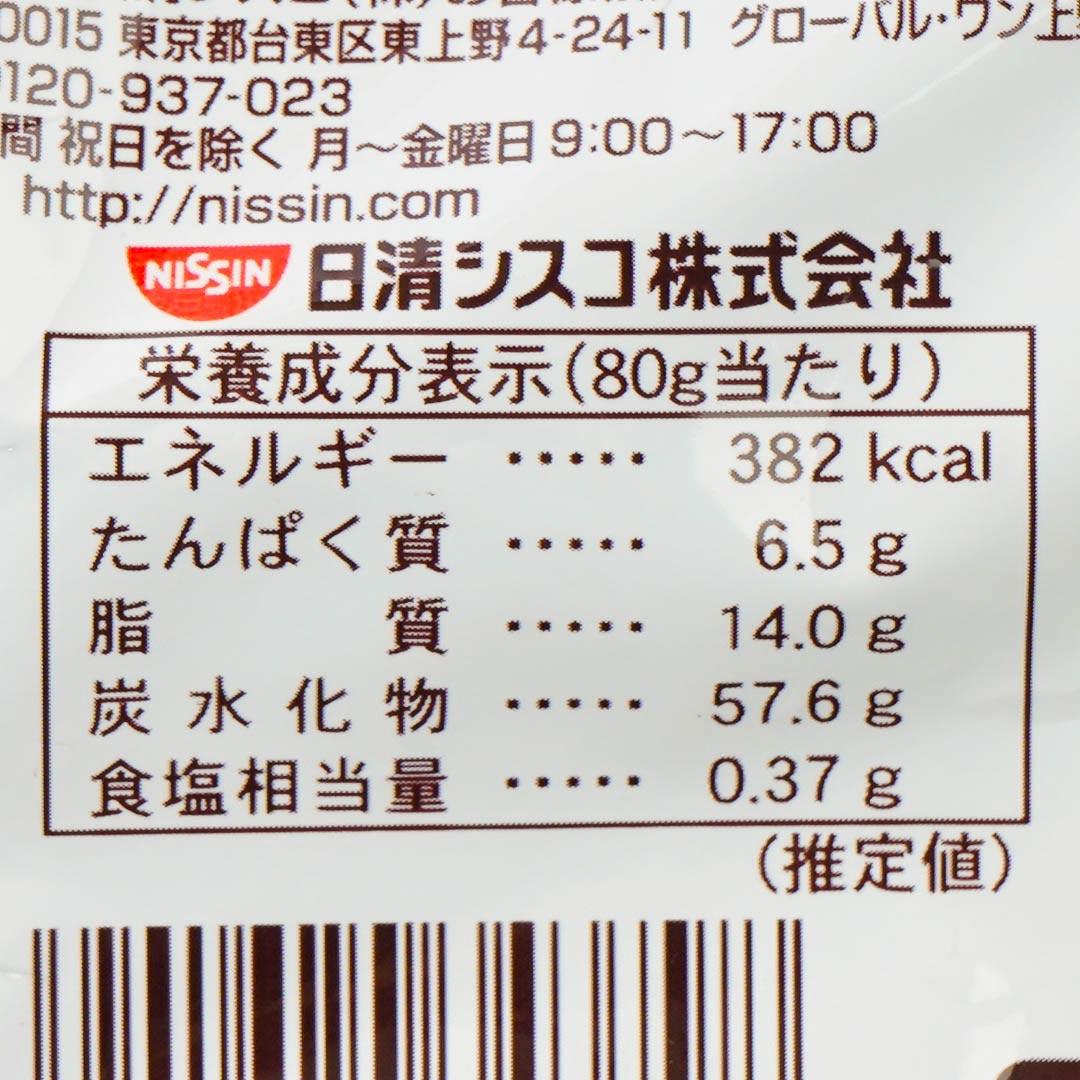 0015 東京都台東区東上野4-24-11 グローバル・ワン上
120-937-023
間 祝日を除く 月～金曜日 9:00～17:00
http://nissin.com
NISSIN 日清シスコ株式会社
栄養成分表示(80g当たり)
エネルギー ····· 382 kcal
たんぱく質 ····· 6.5 g
脂質 ····· 14.0 g
炭水化物 ····· 57.6 g
食塩相当量 ····· 0.37 g
(推定値)